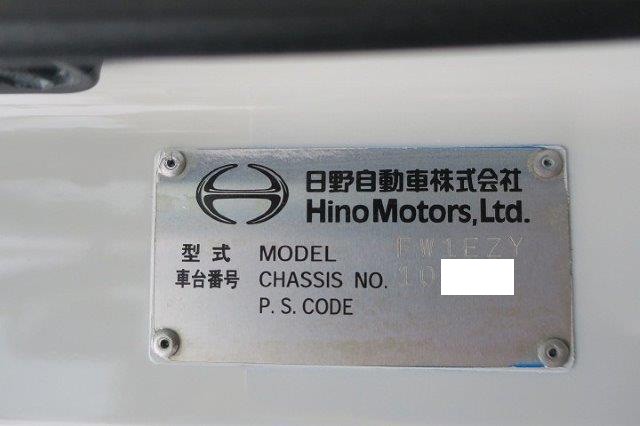 日野自動車株式会社
Hino Motors, Ltd.
型式 MODEL FW1EZY
車台番号 CHASSIS NO. 10
P.S. CODE